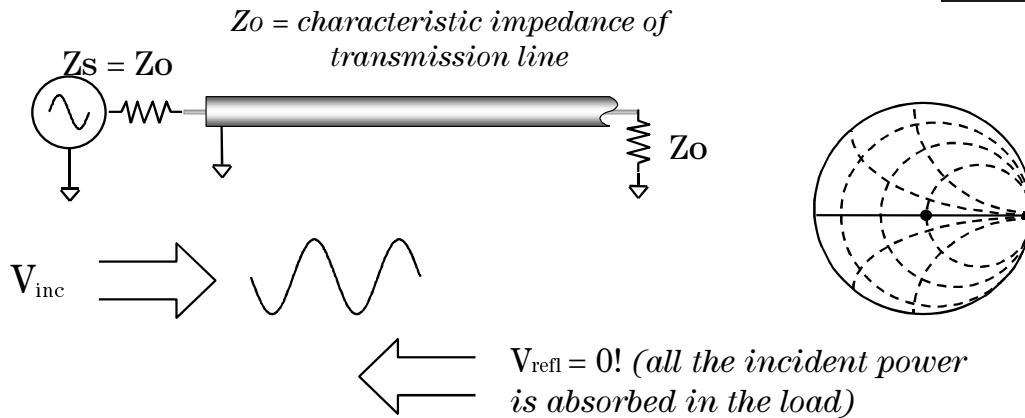 Zo = characteristic impedance of
transmission line
Zs = Zo
Zo
Vinc
Vrefl = 0! (all the incident power
is absorbed in the load)